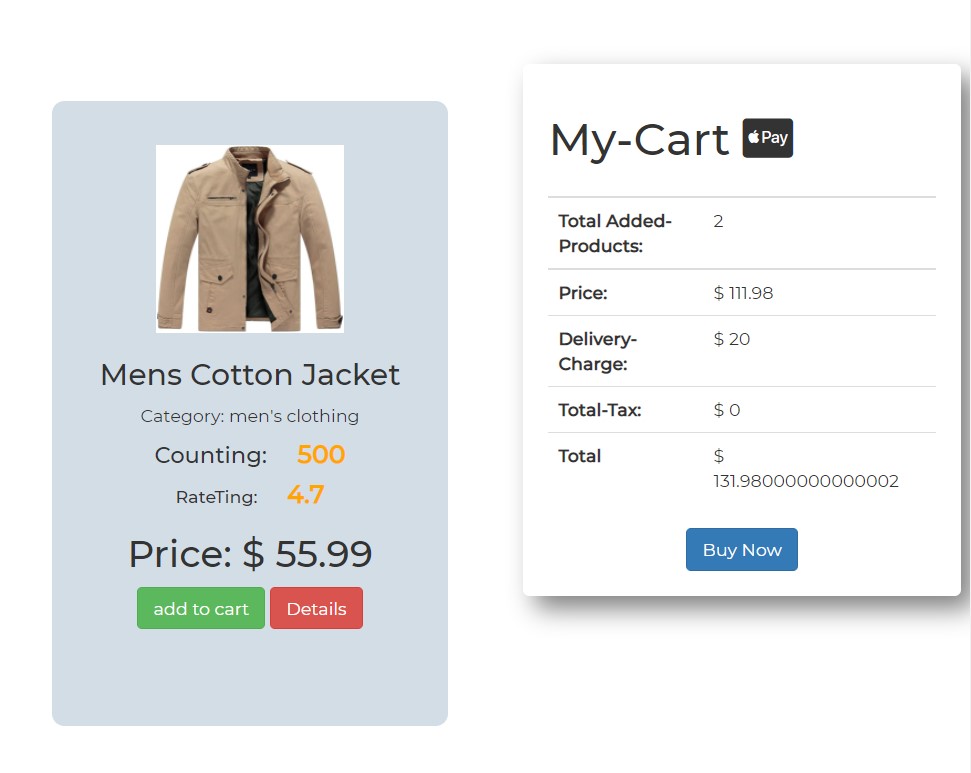 Mens Cotton Jacket
Category: men's clothing
Counting: 500
RateTing: 4.7
Price: $ 55.99
add to cart Details
My-Cart Pay
Total Added- 2
Products:
Price: $ 111.98
Delivery- $ 20
Charge:
Total-Tax: $ 0
Total $
131.98000000000002
Buy Now